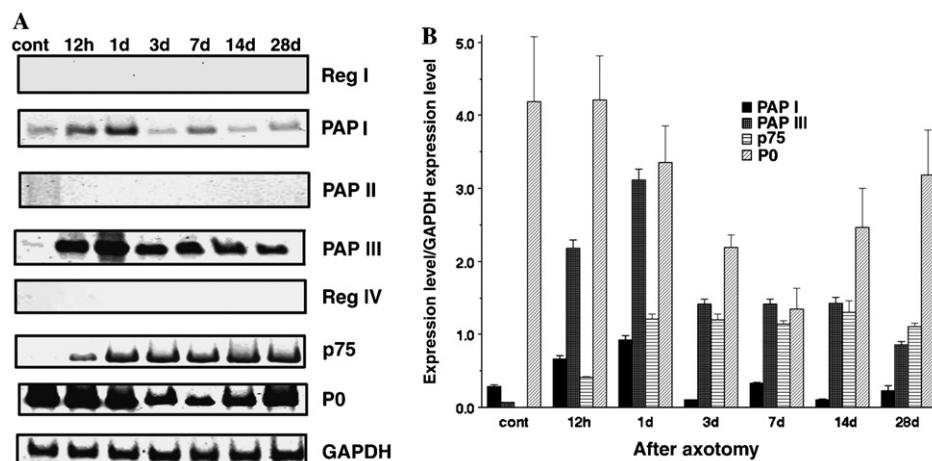 A
cont 12h 1d 3d 7d 14d 28d
Reg I
PAP I
PAP II
PAP III
Reg IV
p75
P0
GAPDH
B
Expression level/GAPDH expression level
5.0
4.0
3.0
2.0
1.0
0.0
PAP I
PAP III
p75
P0
cont 12h 1d 3d 7d 14d 28d
After axotomy